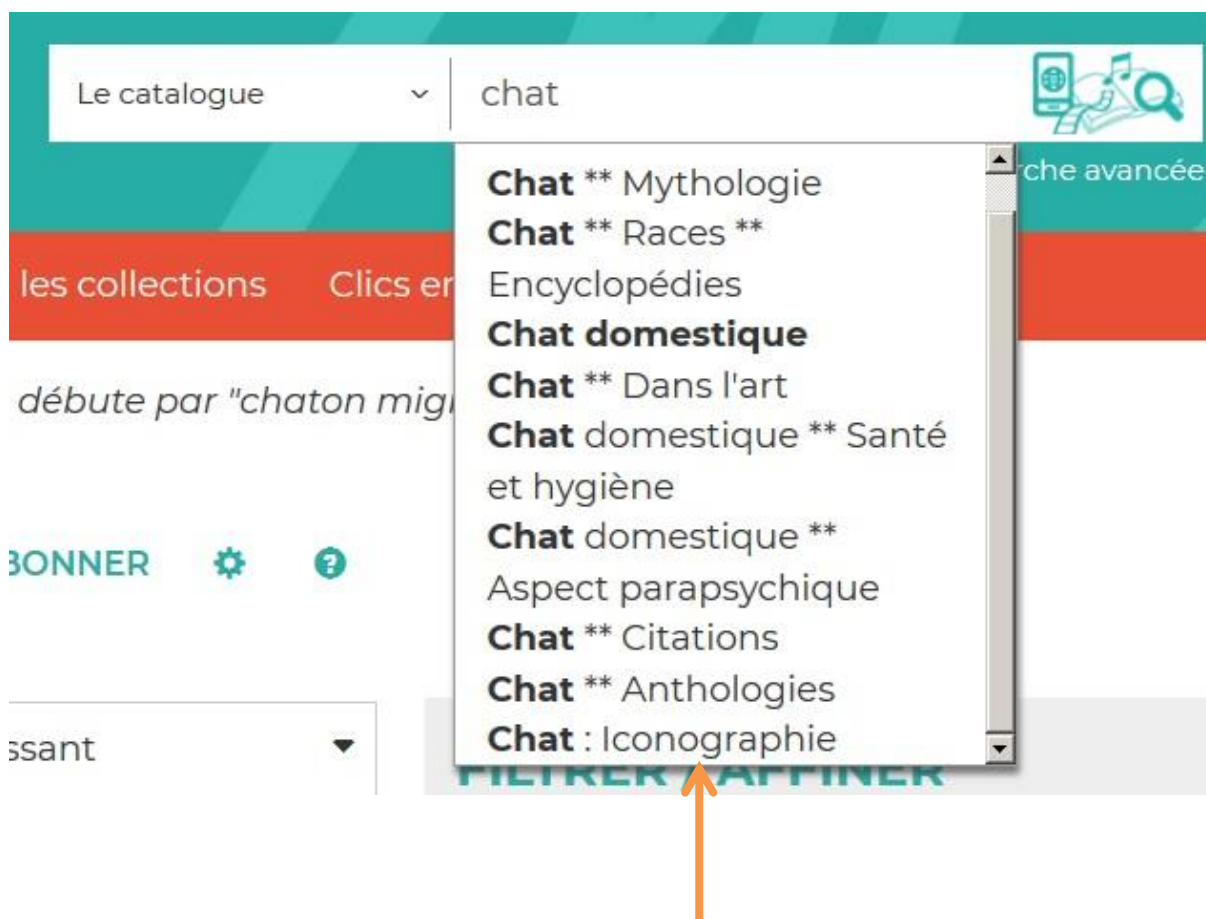 Le catalogue
chat
rche avancée
les collections Clics er
Chat ** Mythologie
Chat ** Races **
Encyclopédies
Chat domestique
Chat ** Dans l'art
Chat domestique ** Santé
et hygiène
Chat domestique **
Aspect parapsychique
Chat ** Citations
Chat ** Anthologies
Chat : Iconographie
débute par "chaton mig
BONNER
ssant
FILTRER / AFFINER